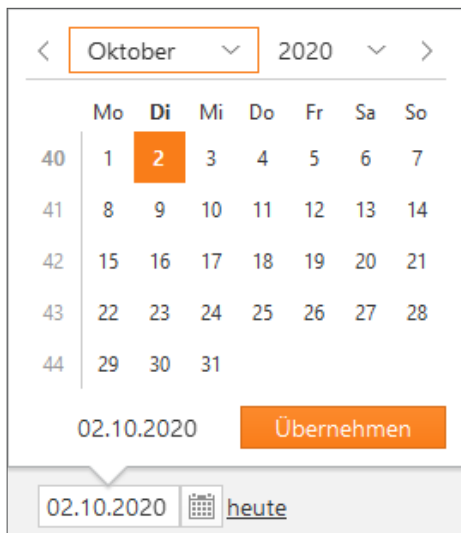 Oktober 2020
Mo Di Mi Do Fr Sa So
40 1 2 3 4 5 6 7
41 8 9 10 11 12 13 14
42 15 16 17 18 19 20 21
43 22 23 24 25 26 27 28
44 29 30 31
02.10.2020 Übernehmen
02.10.2020 heute